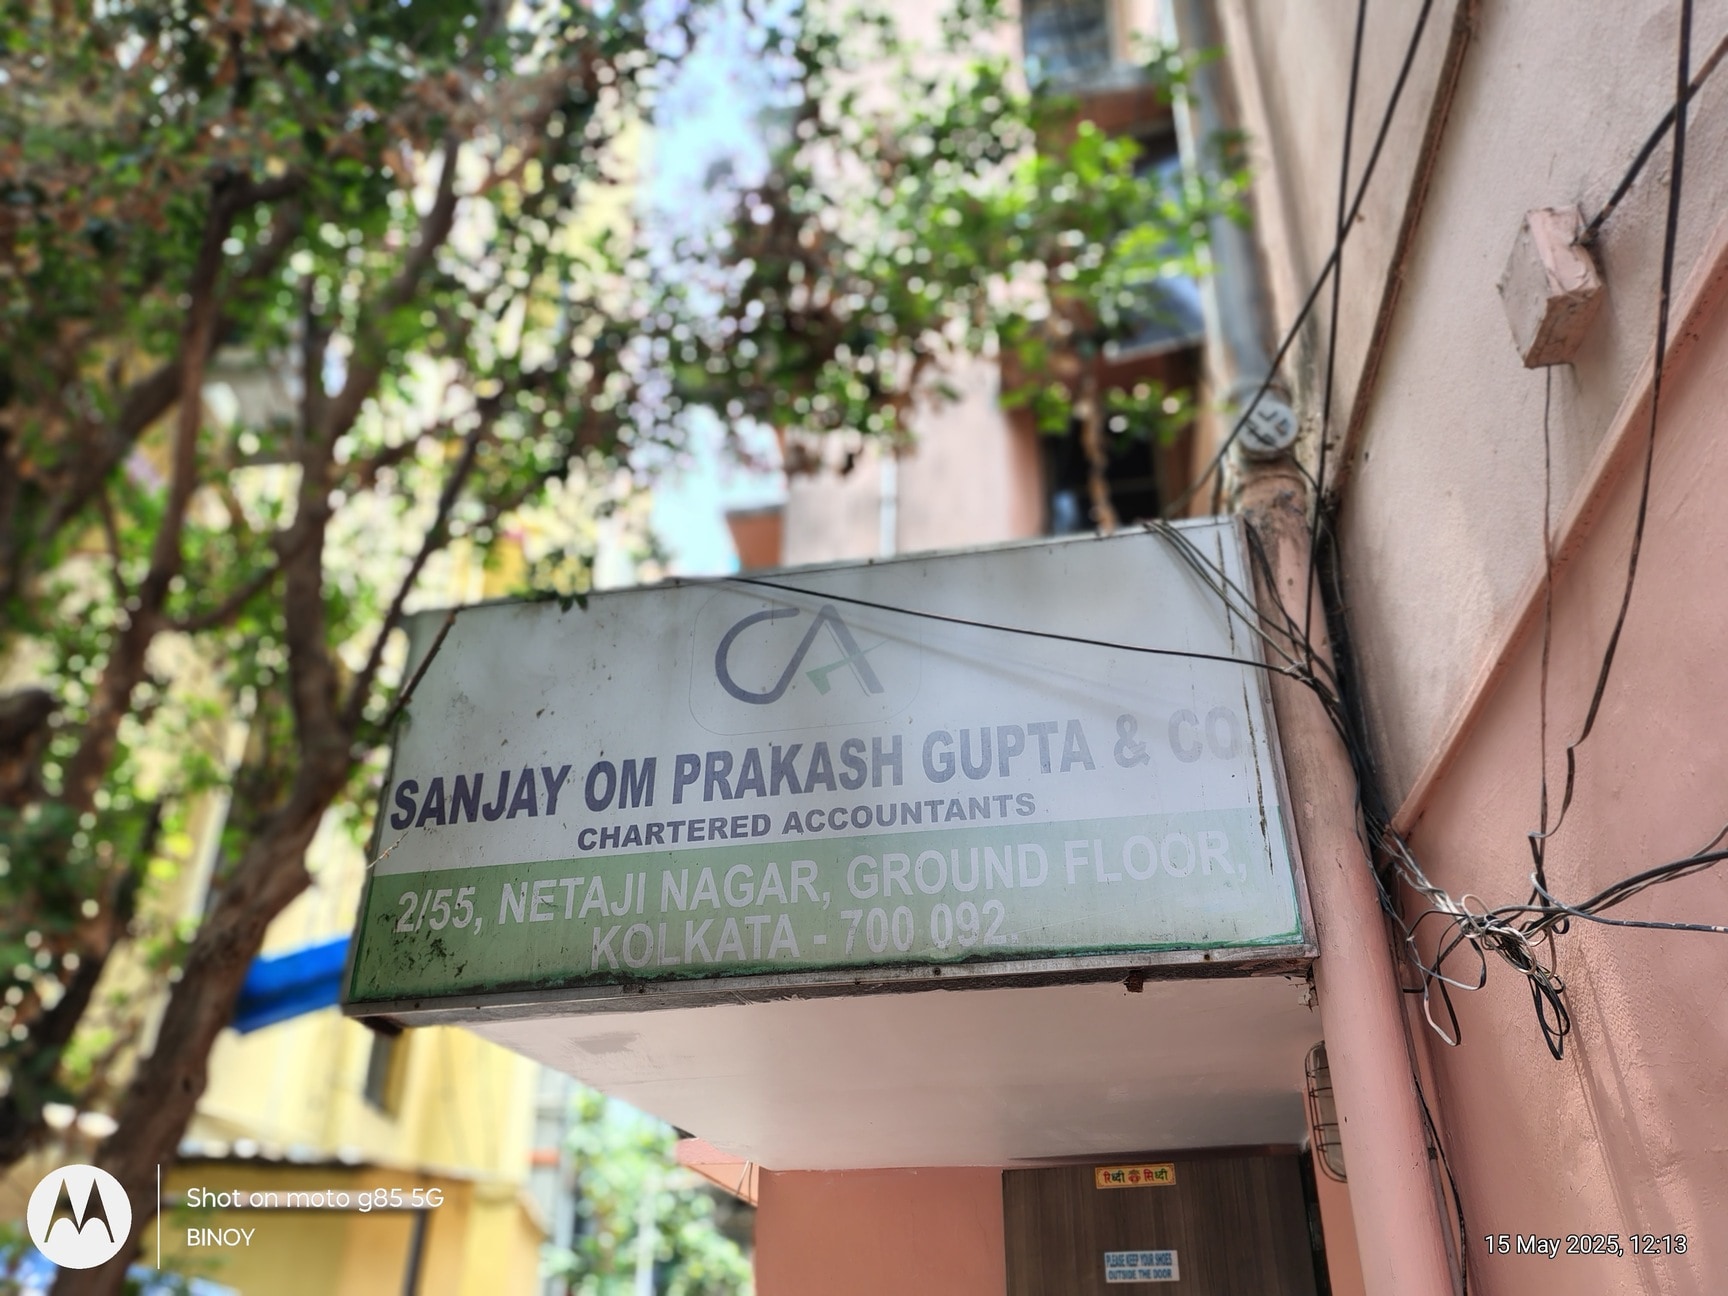 CA
SANJAY OM PRAKASH GUPTA & CO
CHARTERED ACCOUNTANTS
2/55, NETAJI NAGAR, GROUND FLOOR,
KOLKATA - 700 092.
रिध्दी सिध्दी
PLEASE KEEP YOUR SHOES
OUTSIDE THE DOOR
Shot on moto g85 5G
BINOY
15 May 2025, 12:13